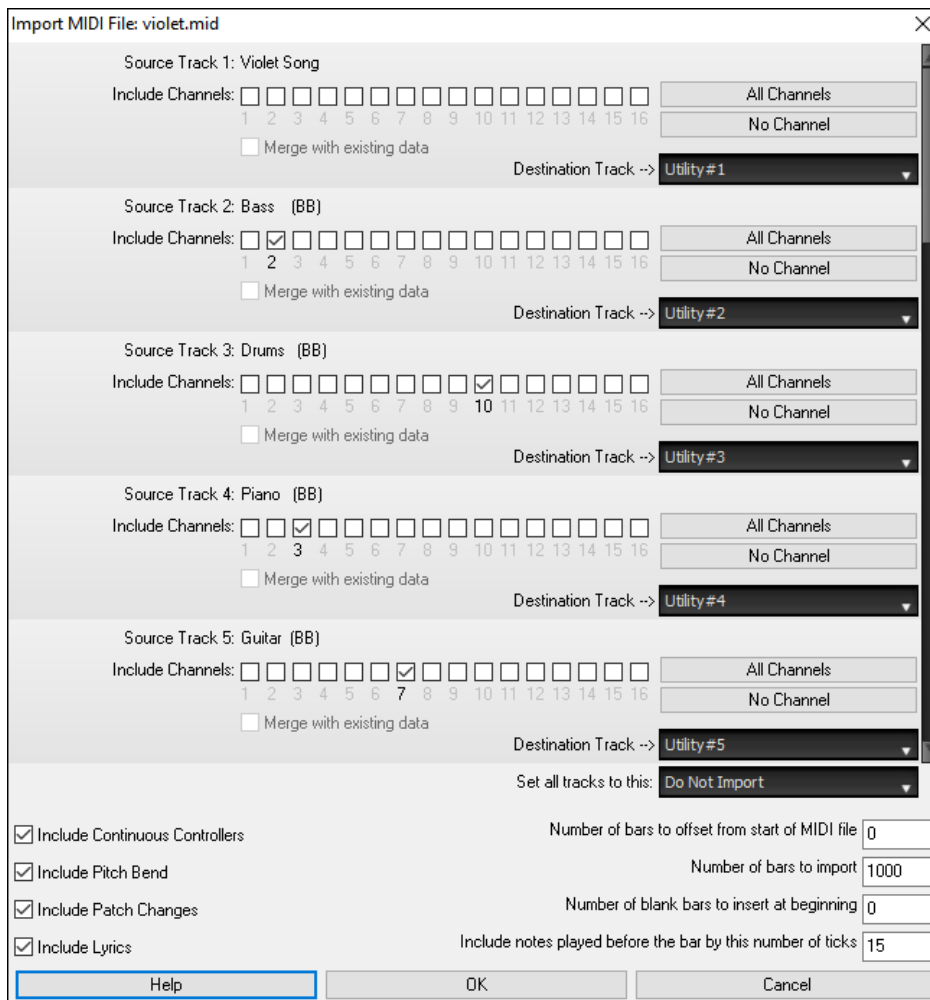 Import MIDI File: violet.mid
Source Track 1: Violet Song
Include Channels: All Channels
1 2 3 4 5 6 7 8 9 10 11 12 13 14 15 16 No Channel
Merge with existing data
Destination Track --> Utility#1
Source Track 2: Bass (BB)
Include Channels: All Channels
1 2 3 4 5 6 7 8 9 10 11 12 13 14 15 16 No Channel
Merge with existing data
Destination Track --> Utility#2
Source Track 3: Drums (BB)
Include Channels: All Channels
1 2 3 4 5 6 7 8 9 10 11 12 13 14 15 16 No Channel
Merge with existing data
Destination Track --> Utility#3
Source Track 4: Piano (BB)
Include Channels: All Channels
1 2 3 4 5 6 7 8 9 10 11 12 13 14 15 16 No Channel
Merge with existing data
Destination Track --> Utility#4
Source Track 5: Guitar (BB)
Include Channels: All Channels
1 2 3 4 5 6 7 8 9 10 11 12 13 14 15 16 No Channel
Merge with existing data
Destination Track --> Utility#5
Set all tracks to this: Do Not Import
Include Continuous Controllers Number of bars to offset from start of MIDI file 0
Include Pitch Bend Number of bars to import 1000
Include Patch Changes Number of blank bars to insert at beginning 0
Include Lyrics Include notes played before the bar by this number of ticks 15
Help OK Cancel